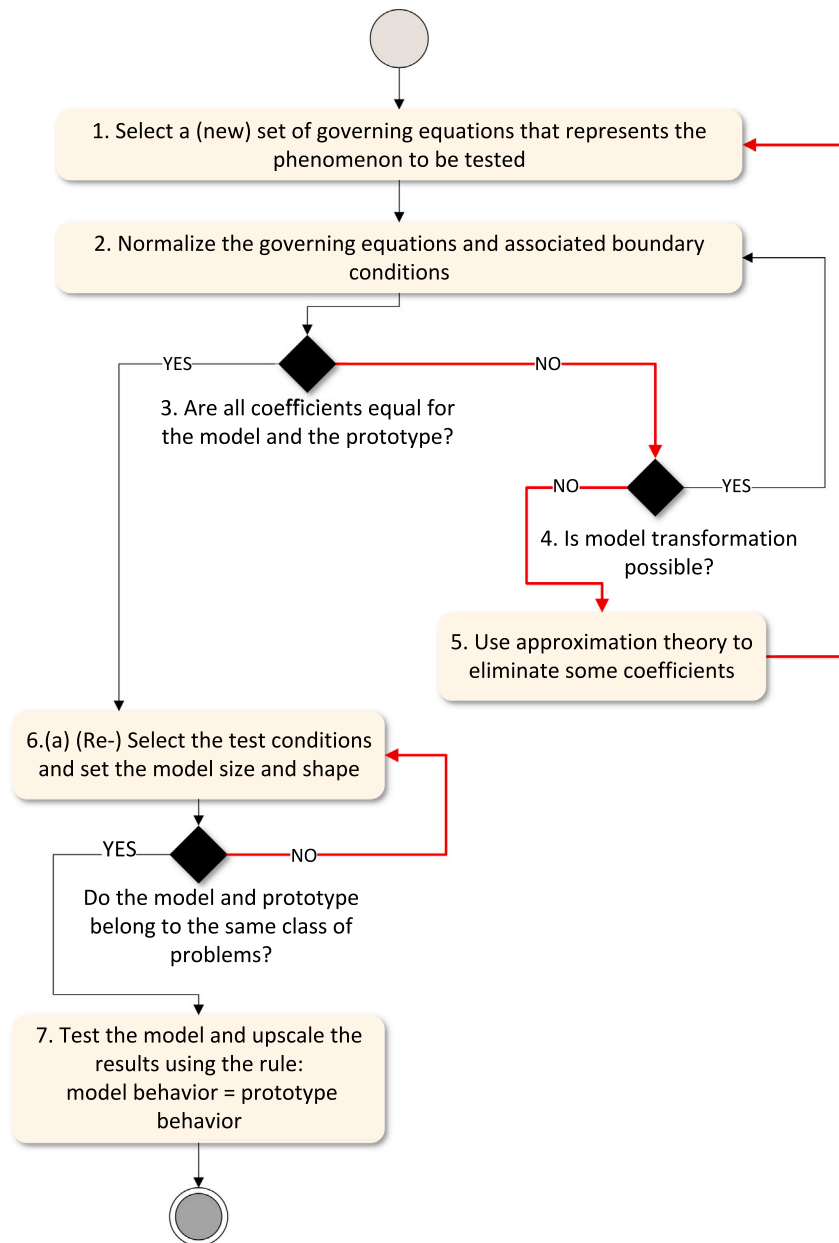 1. Select a (new) set of governing equations that represents the
phenomenon to be tested
2. Normalize the governing equations and associated boundary
conditions
YES
NO
3. Are all coefficients equal for
the model and the prototype?
NO
YES
4. Is model transformation
possible?
5. Use approximation theory to
eliminate some coefficients
6.(a) (Re-) Select the test conditions
and set the model size and shape
YES
NO
Do the model and prototype
belong to the same class of
problems?
7. Test the model and upscale the
results using the rule:
model behavior = prototype
behavior